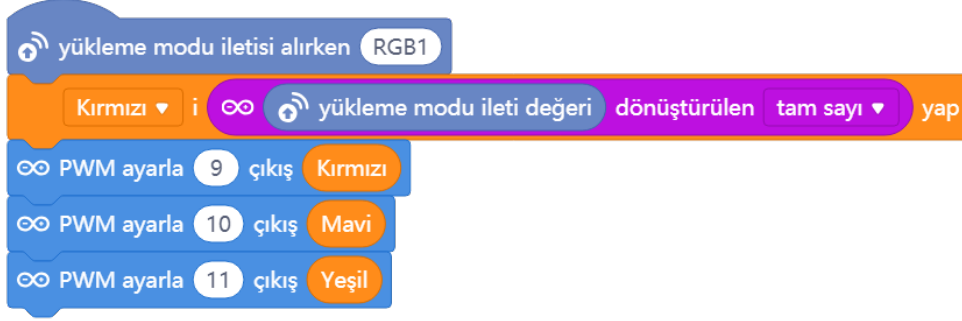 yükleme modu iletisi alırken RGB1
Kırmızı i yükleme modu ileti değeri dönüştürülen tam sayı yap
PWM ayarla 9 çıkış Kırmızı
PWM ayarla 10 çıkış Mavi
PWM ayarla 11 çıkış Yeşil